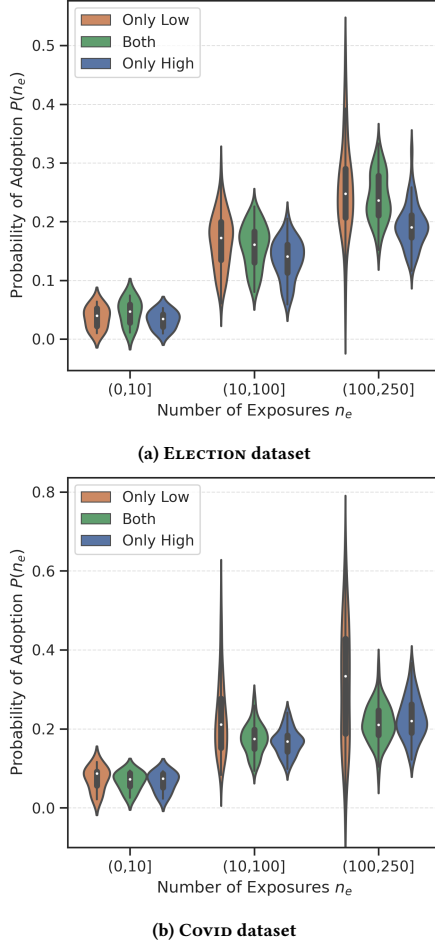 Only Low
Both
Only High
Probability of Adoption P(nₑ)
0.5
0.4
0.3
0.2
0.1
0.0
(0,10]
(10,100]
(100,250]
Number of Exposures nₑ
(a) ELECTION dataset
Only Low
Both
Only High
Probability of Adoption P(nₑ)
0.8
0.6
0.4
0.2
0.0
(0,10]
(10,100]
(100,250]
Number of Exposures nₑ
(b) COVID dataset